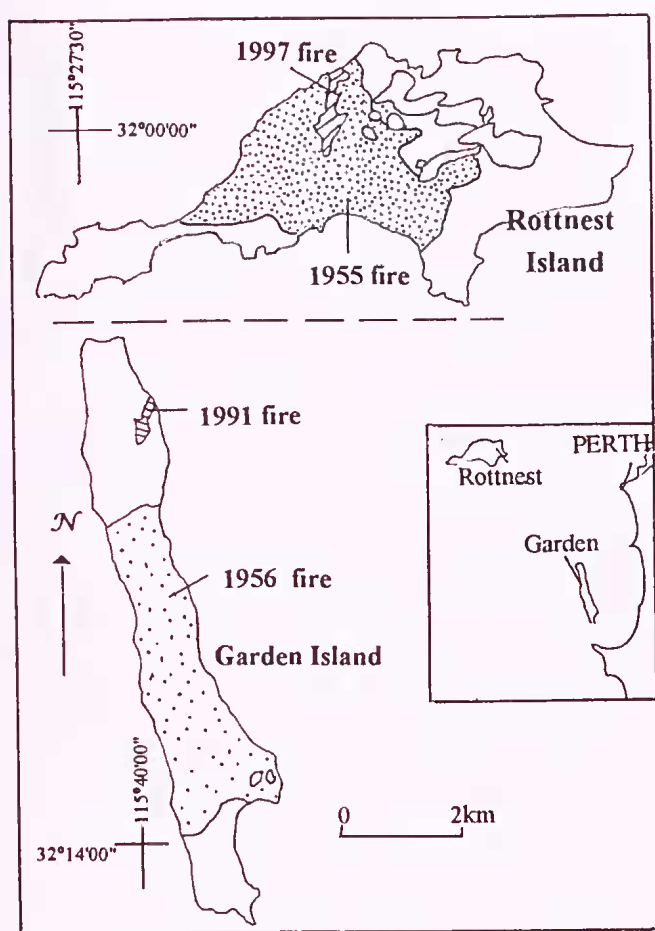 1997 fire
115°27'30"
32°00'00"
Rottnest
Island
1955 fire
1991 fire
N
1956 fire
Garden Island
PERTH
Rottnest
Garden
115°40'00"
0 2km
32°14'00"